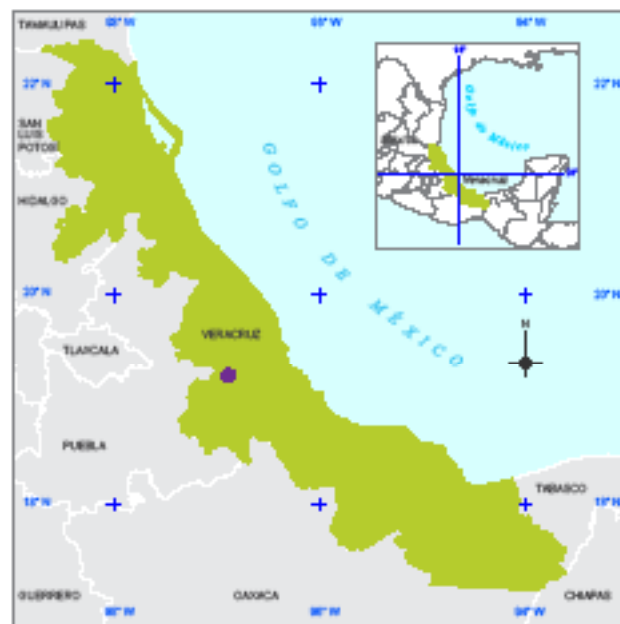 TAMAULIPAS
98° W
94° W
22° N
22° N
SAN
LUIS
POTOSÍ
HIDALGO
GOLFO DE MÉXICO
Golfo de México
Veracruz
20° N
20° N
N
VERACRUZ
TLAXCALA
PUEBLA
18° N
18° N
TABASCO
GUERRERO
OAXACA
CHIAPAS
98° W
96° W
94° W